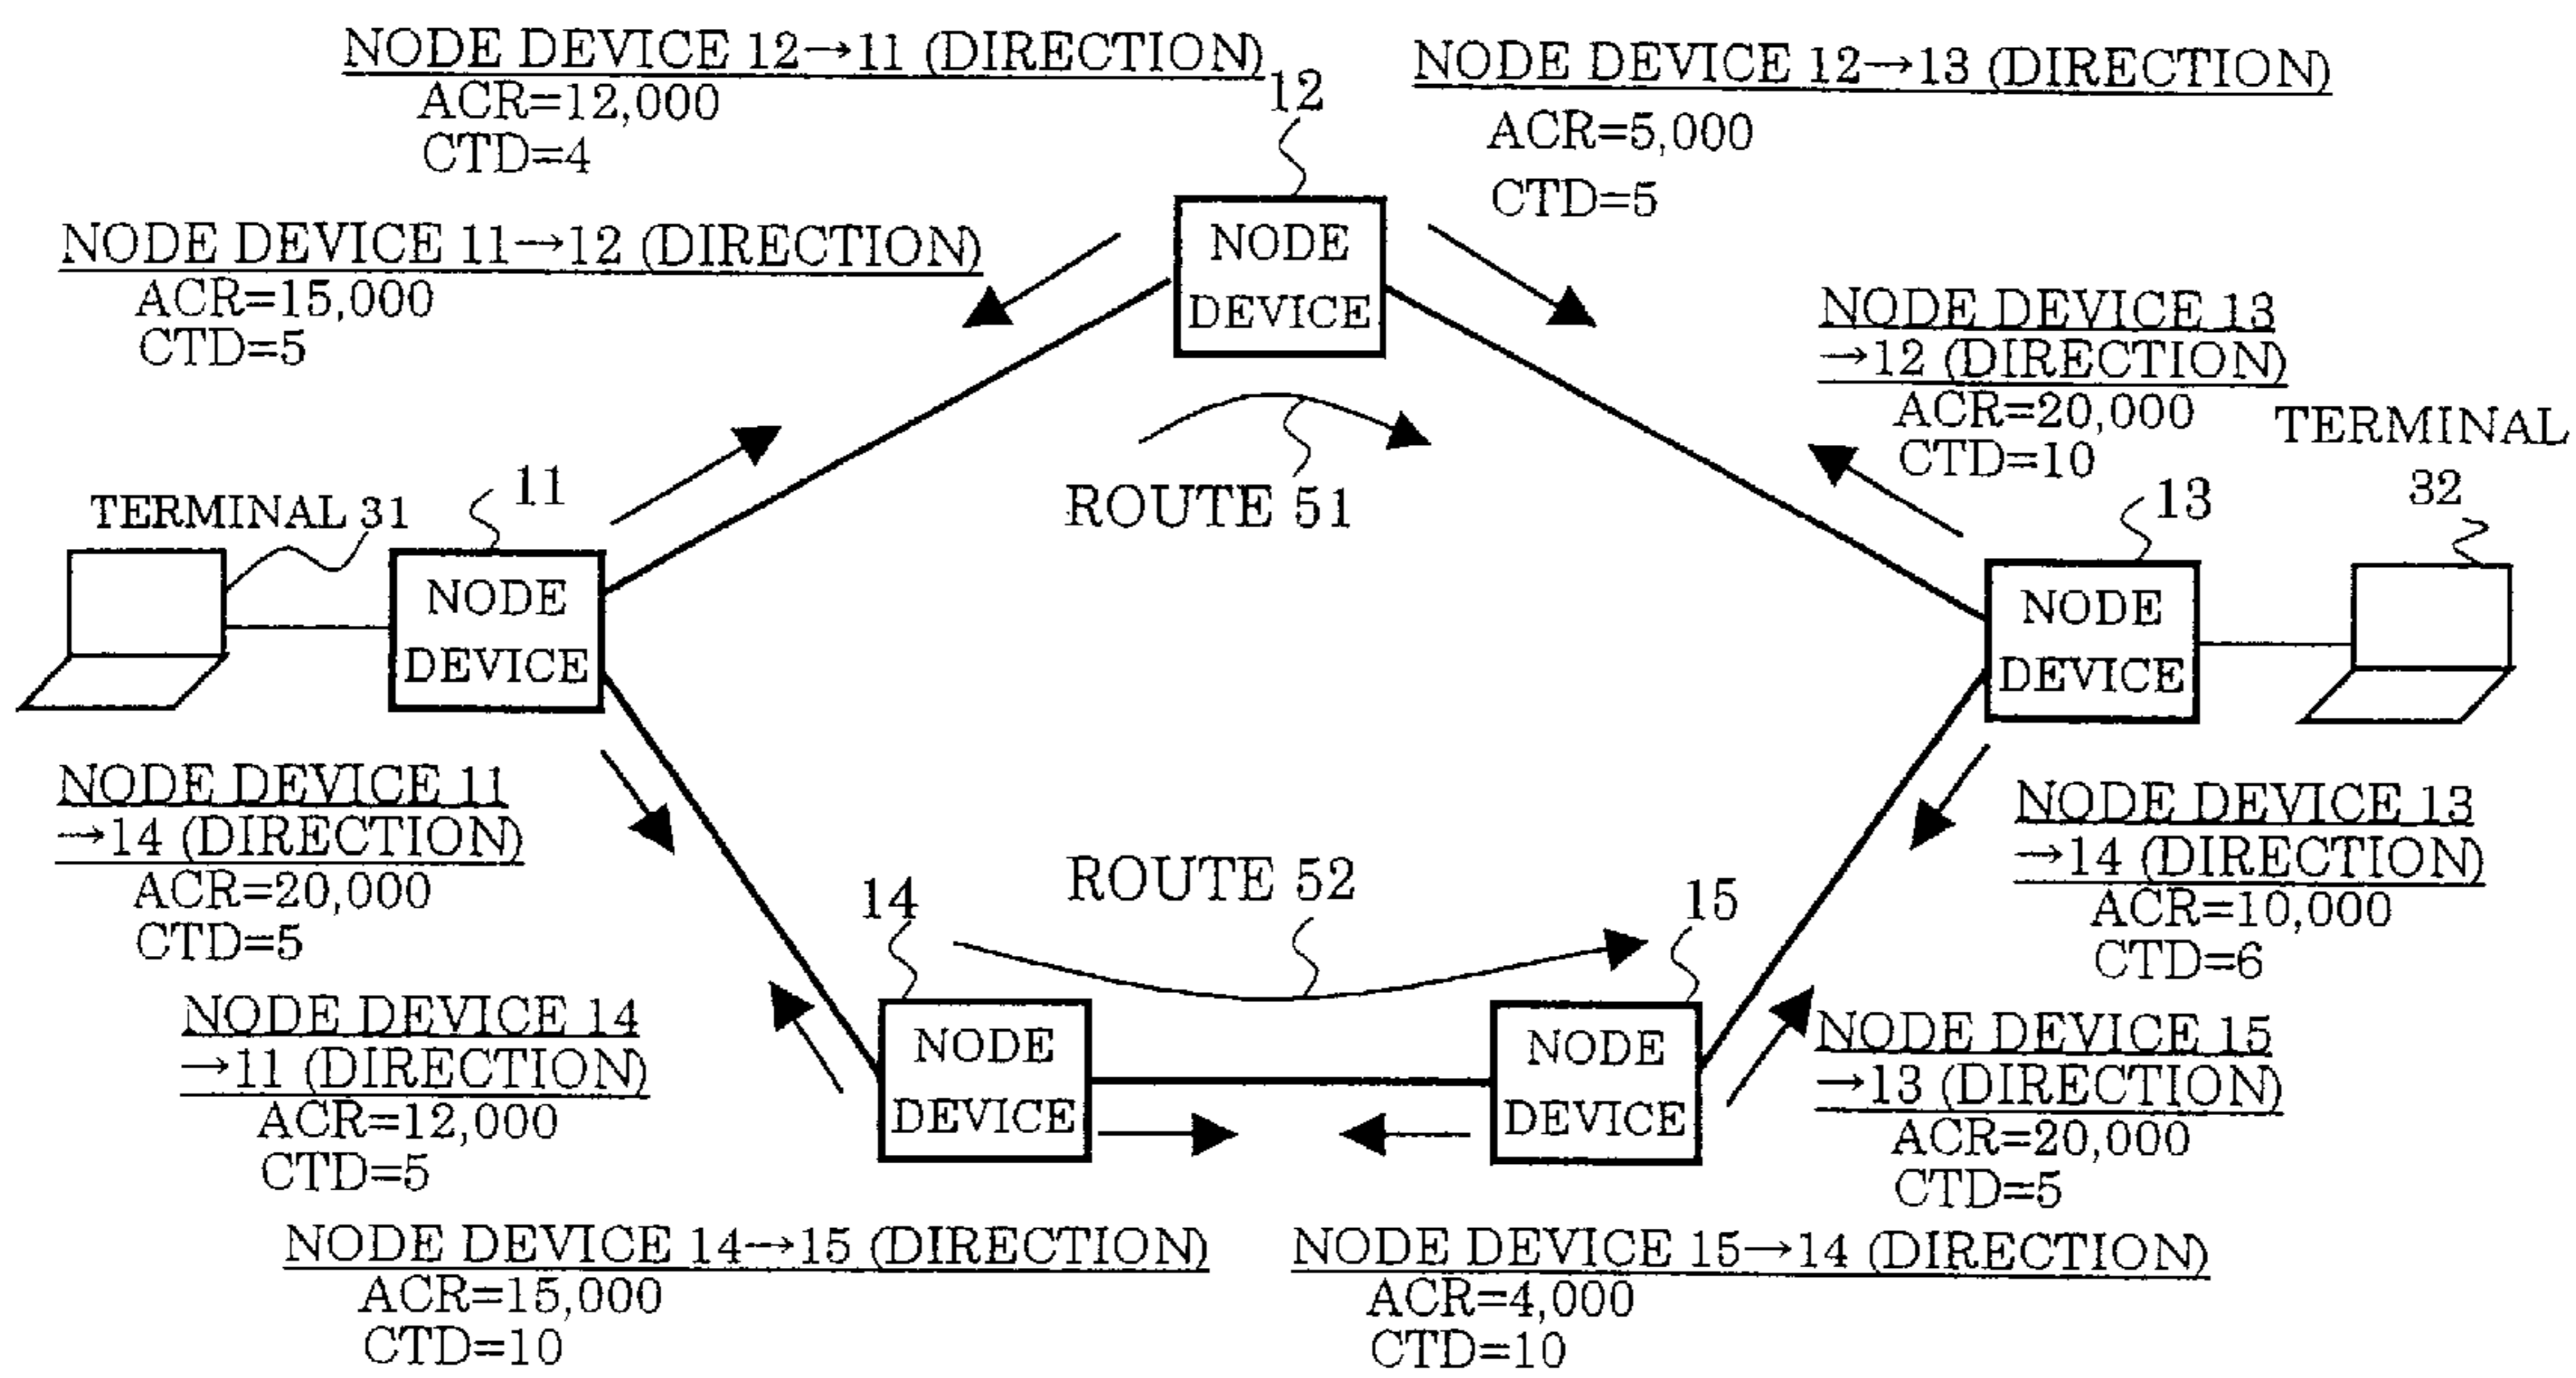 NODE DEVICE 12→11 (DIRECTION)
ACR=12,000
CTD=4
12
NODE DEVICE 12→13 (DIRECTION)
ACR=5,000
CTD=5
NODE DEVICE 11→12 (DIRECTION)
ACR=15,000
CTD=5
NODE
DEVICE
NODE DEVICE 13
→12 (DIRECTION)
ACR=20,000
CTD=10
ROUTE 51
TERMINAL 31
11
NODE
DEVICE
13
NODE
DEVICE
TERMINAL
32
NODE DEVICE 11
→14 (DIRECTION)
ACR=20,000
CTD=5
NODE DEVICE 13
→14 (DIRECTION)
ACR=10,000
CTD=6
ROUTE 52
14
NODE
DEVICE
15
NODE
DEVICE
NODE DEVICE 14
→11 (DIRECTION)
ACR=12,000
CTD=5
NODE DEVICE 15
→13 (DIRECTION)
ACR=20,000
CTD=5
NODE DEVICE 14→15 (DIRECTION)
ACR=15,000
CTD=10
NODE DEVICE 15→14 (DIRECTION)
ACR=4,000
CTD=10